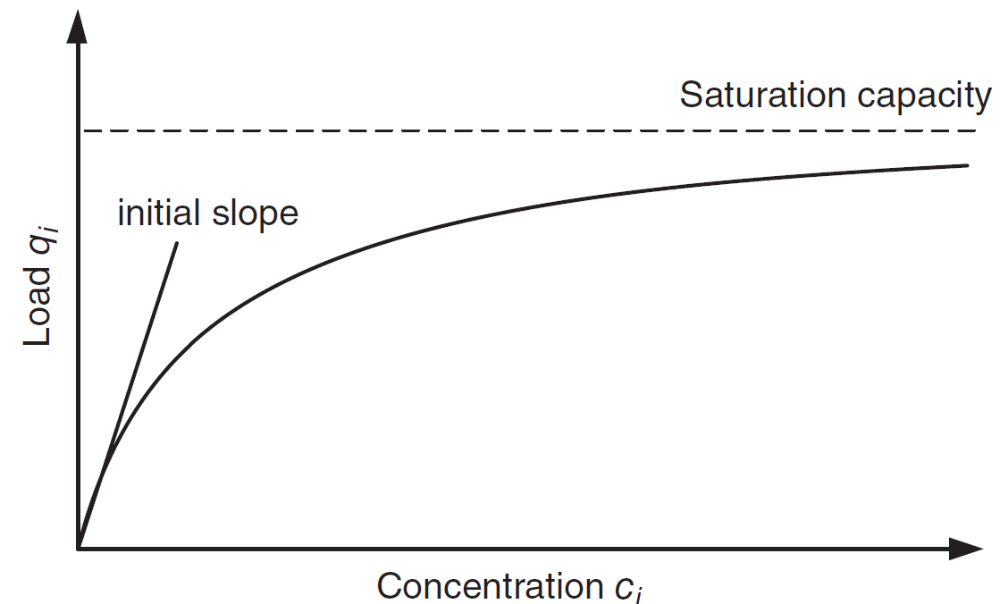 Saturation capacity
initial slope
Load qi
Concentration ci